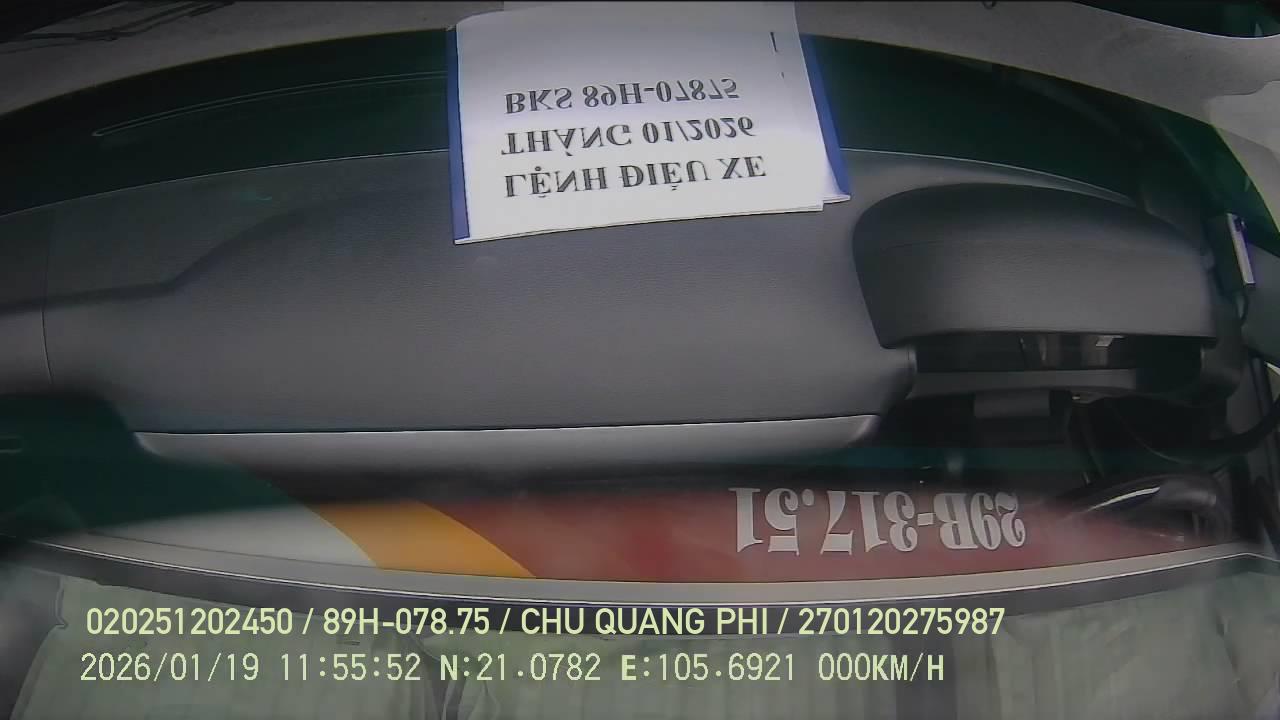 BKS 89H-07875
THÁNG 01/2026
LỆNH ĐIỀU XE
29B-317.51
020251202450 / 89H-078.75 / CHU QUANG PHI / 270120275987
2026/01/19 11:55:52 N:21.0782 E:105.6921 000KM/H